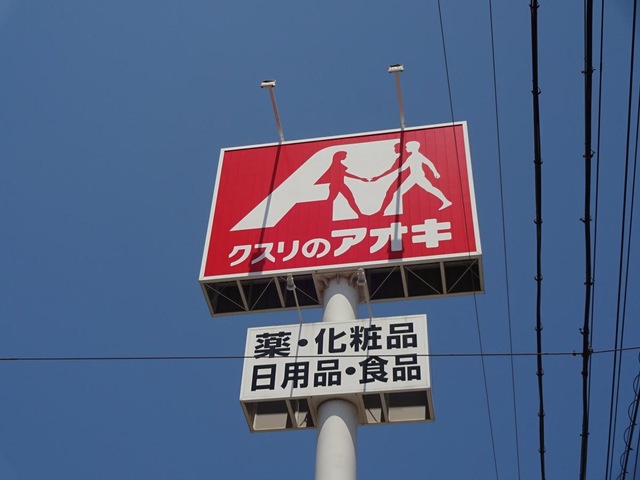 クスリのアオキ
薬・化粧品
日用品・食品